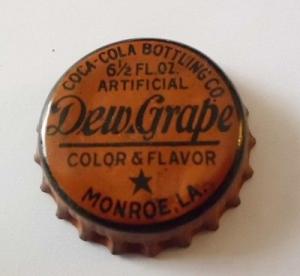 COCA-COLA BOTTLING CO.
6½ FL. OZ.
ARTIFICIAL
Dew.Grape
COLOR & FLAVOR
★
MONROE, LA.